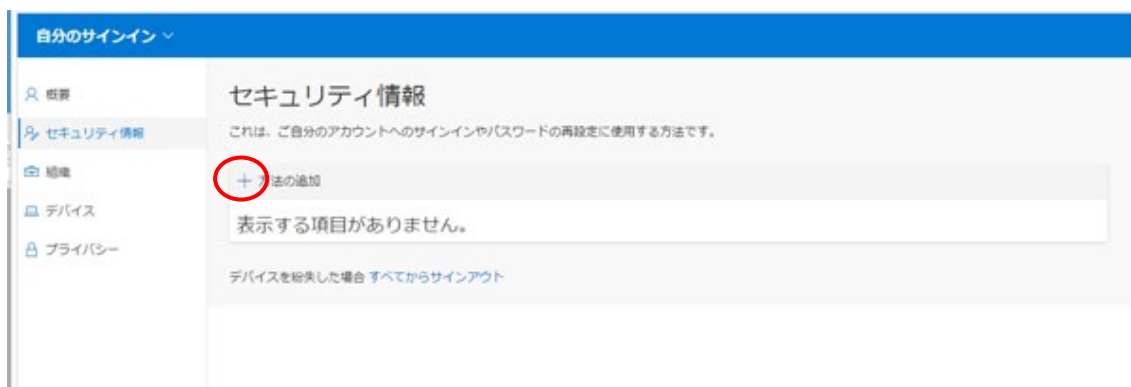 自分のサインイン
概要
セキュリティ情報
組織
デバイス
プライバシー
セキュリティ情報
これは、ご自分のアカウントへのサインインやパスワードの再設定に使用する方法です。
+ 方法の追加
表示する項目がありません。
デバイスを紛失した場合 すべてからサインアウト